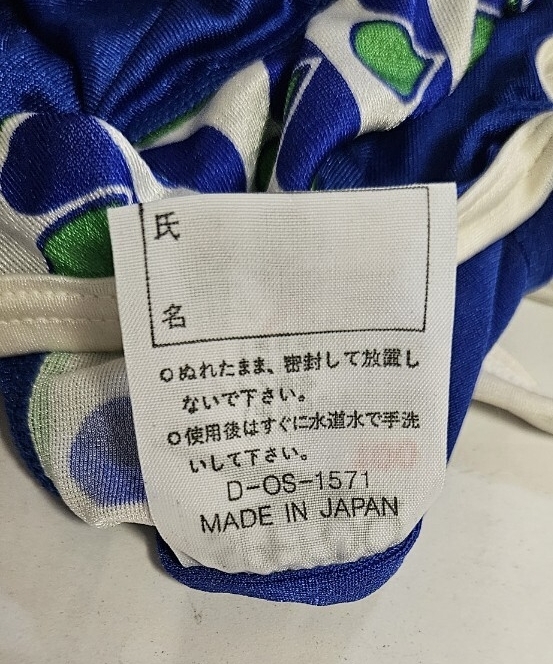 氏
名
○ぬれたまま、密封して放置し
ないで下さい。
○使用後はすぐに水道水で手洗
いして下さい。
D-OS-1571
MADE IN JAPAN